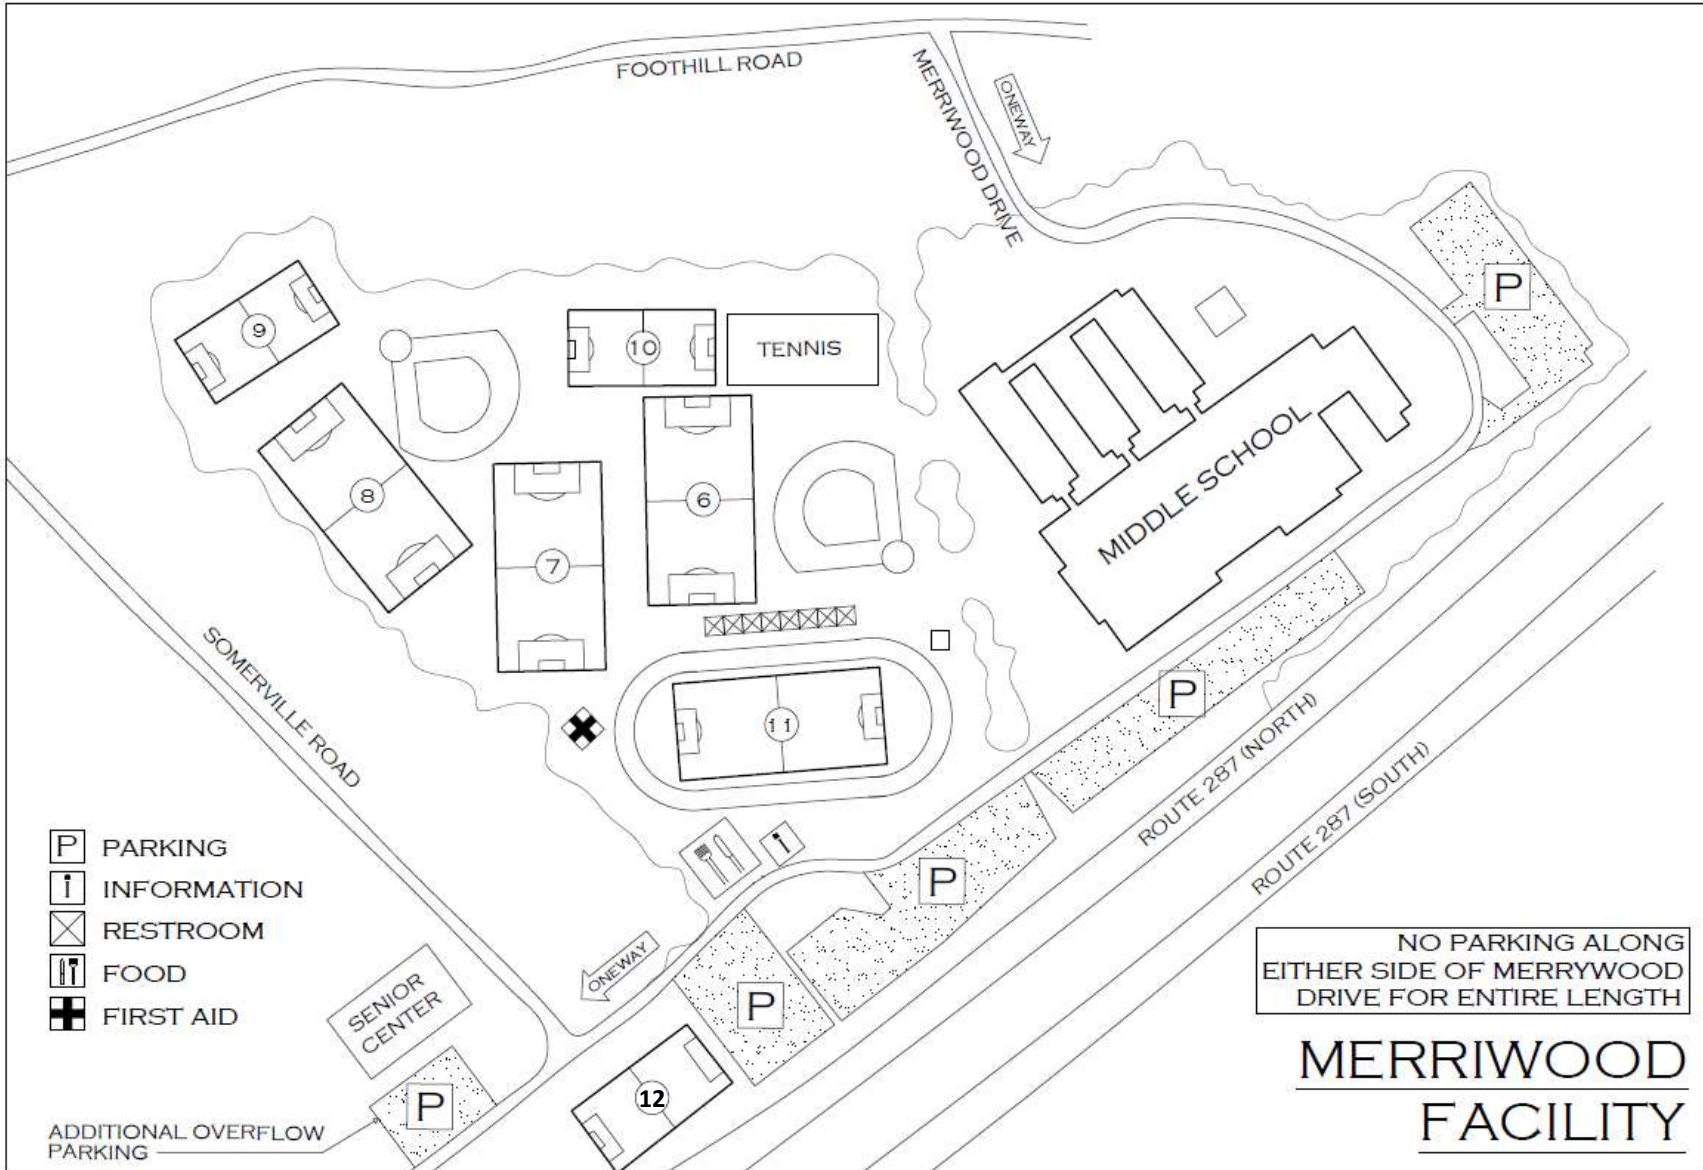 FOOTHILL ROAD
MERRIWOOD DRIVE
ONEWAY
P
9
10
TENNIS
8
6
7
MIDDLE SCHOOL
SOMERVILLE ROAD
11
P
P
P
ROUTE 287 (NORTH)
ROUTE 287 (SOUTH)
i
ONEWAY
P PARKING
i INFORMATION
RESTROOM
FOOD
FIRST AID
SENIOR
CENTER
P
12
ADDITIONAL OVERFLOW
PARKING
NO PARKING ALONG
EITHER SIDE OF MERRYWOOD
DRIVE FOR ENTIRE LENGTH
MERRIWOOD
FACILITY